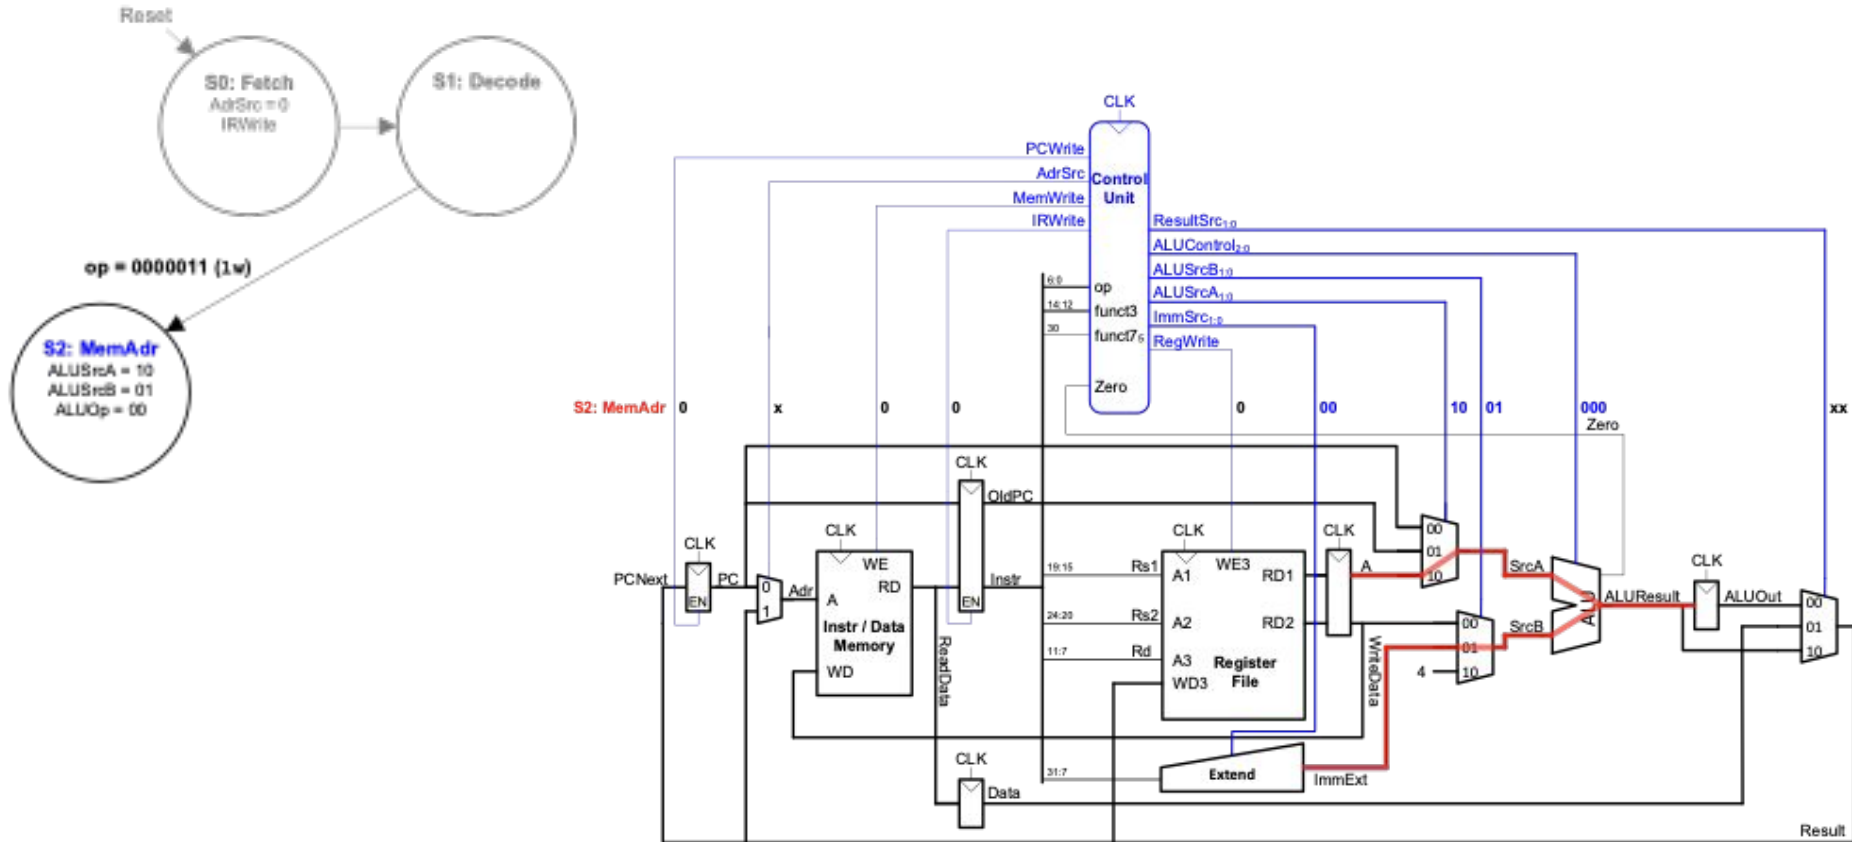 Reset
S0: Fetch
AdrSrc = 0
IRWrite
S1: Decode
op = 0000011 (lw)
S2: MemAdr
ALUSrcA = 10
ALUSrcB = 01
ALUOp = 00
CLK
PCWrite
AdrSrc
MemWrite
IRWrite
Control
Unit
ResultSrc1:0
ALUControl2:0
ALUSrcB1:0
ALUSrcA1:0
ImmSrc1:0
RegWrite
6:0
op
14:12
funct3
30
funct75
Zero
S2: MemAdr 0 x 0 0 0 00 10 01 000 xx
Zero
CLK
OldPC
CLK
PCNext
EN
PC
0
1
Adr
CLK
WE
A
RD
Instr / Data
Memory
WD
ReadData
EN
Instr
19:15
Rs1
24:20
Rs2
11:7
Rd
CLK
WE3
A1
RD1
A2
RD2
A3
WD3
Register
File
CLK
A
WriteData
00
01
10
SrcA
00
01
10
4
SrcB
ALU
ALUResult
CLK
ALUOut
00
01
10
31:7
Extend
ImmExt
CLK
Data
Result